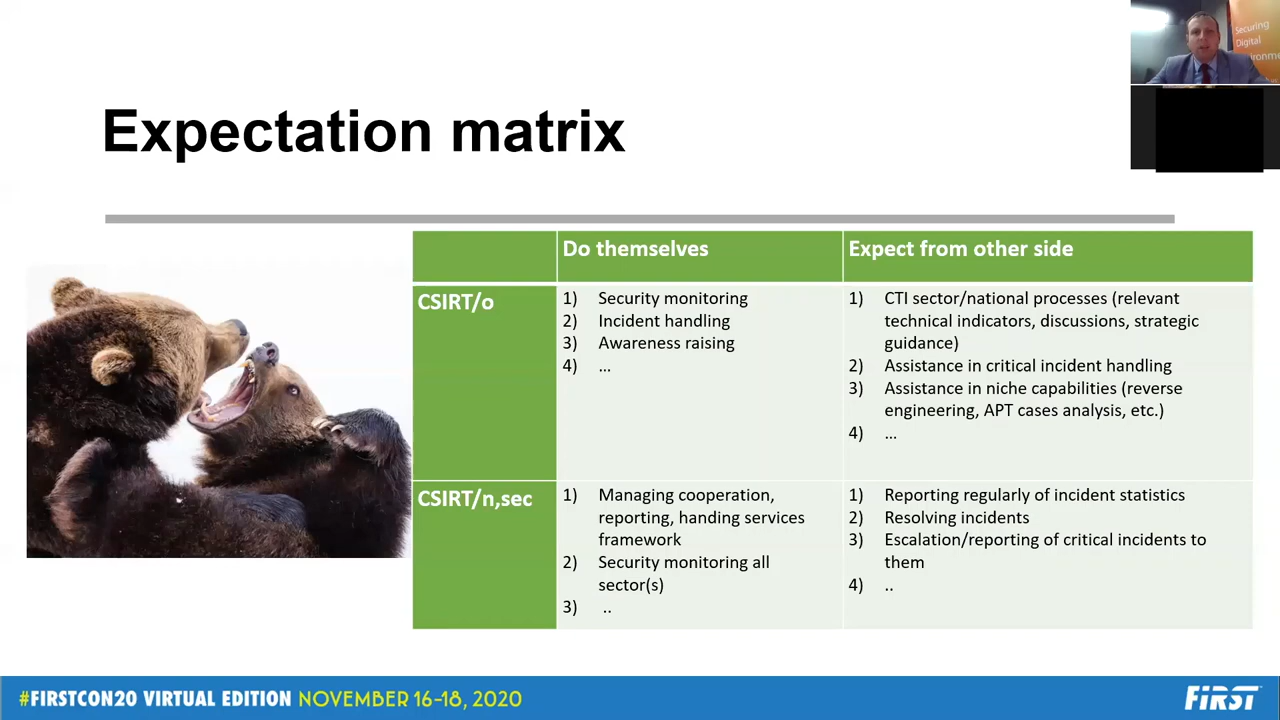 Securing
Digital
Expectation matrix
Do themselves
Expect from other side
CSIRT/o
1) Security monitoring
2) Incident handling
3) Awareness raising
4) ...
1) CTI sector/national processes (relevant
technical indicators, discussions, strategic
guidance)
2) Assistance in critical incident handling
3) Assistance in niche capabilities (reverse
engineering, APT cases analysis, etc.)
4) ...
CSIRT/n,sec
1) Managing cooperation,
reporting, handing services
framework
2) Security monitoring all
sector(s)
3) ..
1) Reporting regularly of incident statistics
2) Resolving incidents
3) Escalation/reporting of critical incidents to
them
4) ..
#FIRSTCON20 VIRTUAL EDITION NOVEMBER 16-18, 2020
FiRST